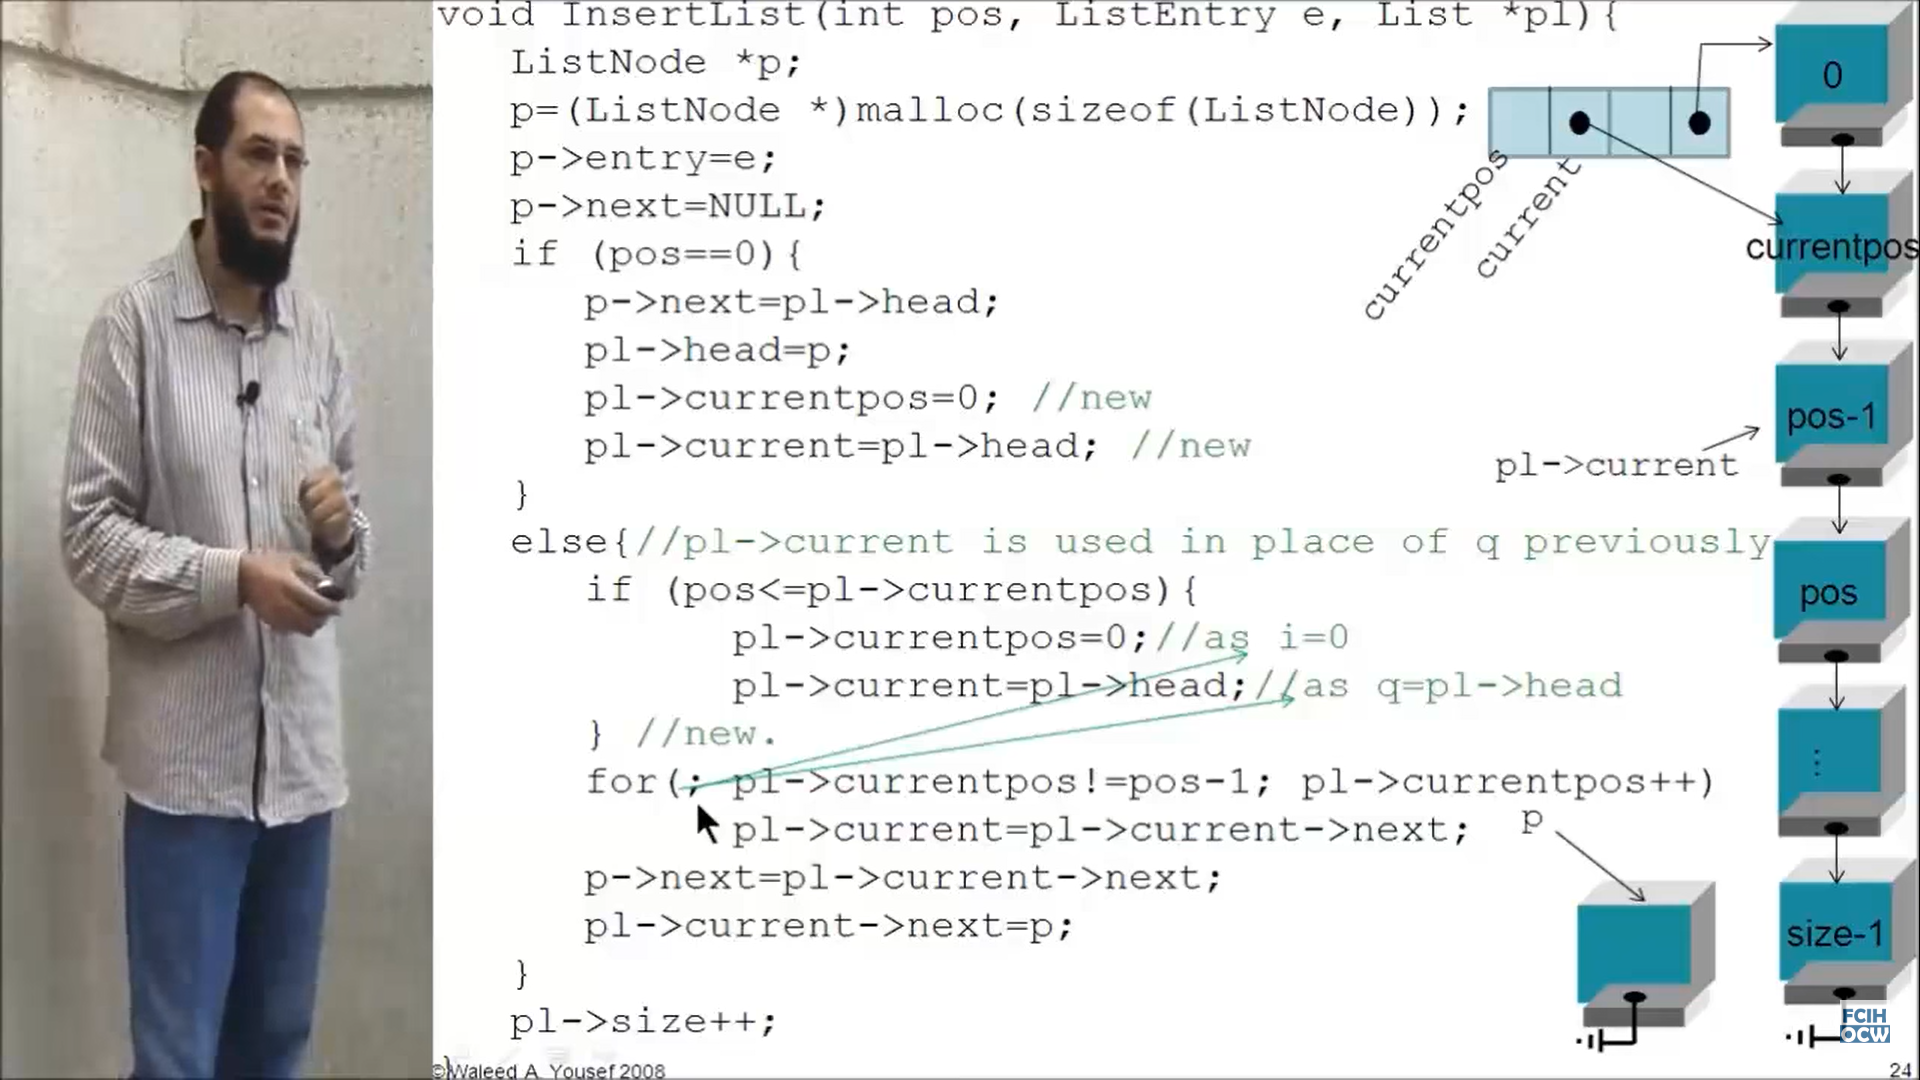 void InsertList(int pos, ListEntry e, List *pl){
ListNode *p;
p=(ListNode *)malloc(sizeof(ListNode));
p->entry=e;
p->next=NULL;
if (pos==0){
p->next=pl->head;
pl->head=p;
pl->currentpos=0; //new
pl->current=pl->head; //new
}
else{//pl->current is used in place of q previously
if (pos<=pl->currentpos){
pl->currentpos=0;//as i=0
pl->current=pl->head;//as q=pl->head
} //new.
for(; pl->currentpos!=pos-1; pl->currentpos++)
pl->current=pl->current->next;
p->next=pl->current->next;
pl->current->next=p;
}
pl->size++;
}
currentpos
current
0
currentpos
pos-1
pl->current
pos
⋮
p
size-1
FCIH
OCW
©Waleed A. Yousef 2008
24